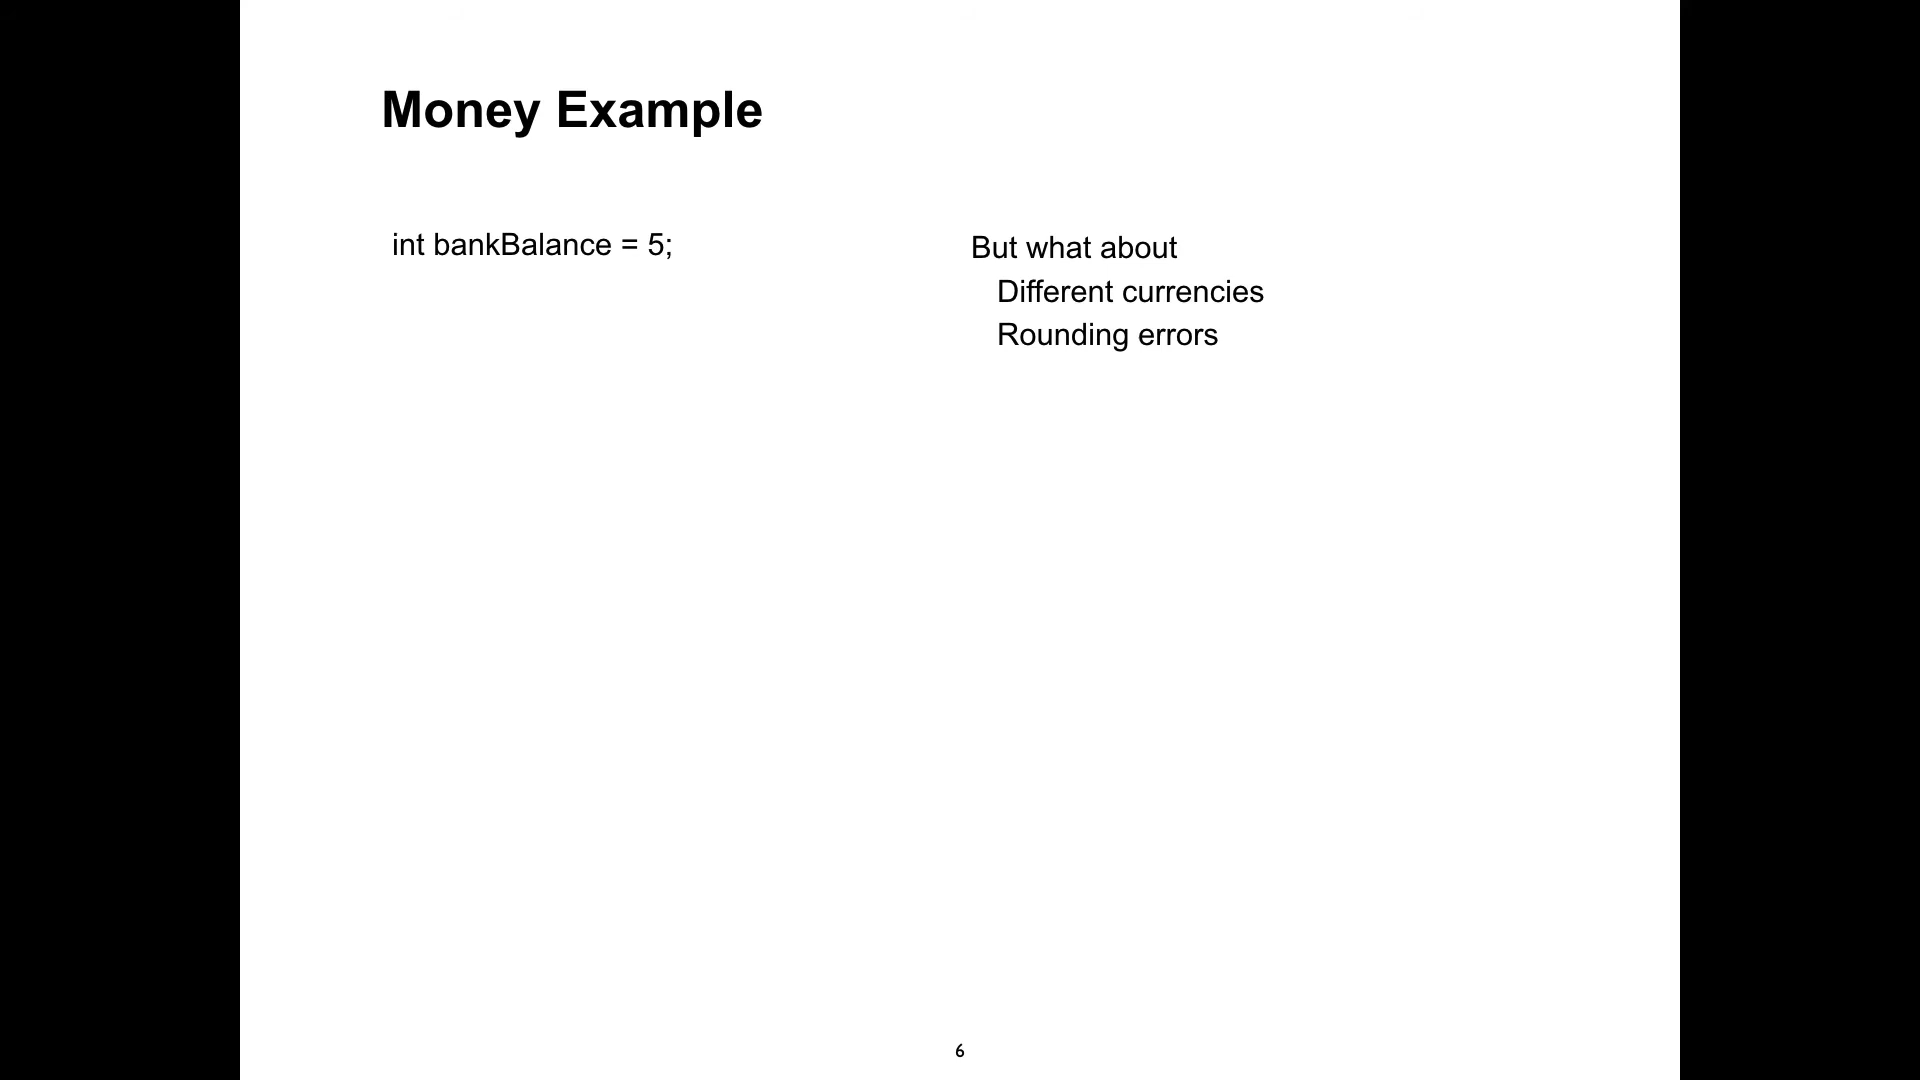 Money Example
int bankBalance = 5;
But what about
Different currencies
Rounding errors
6